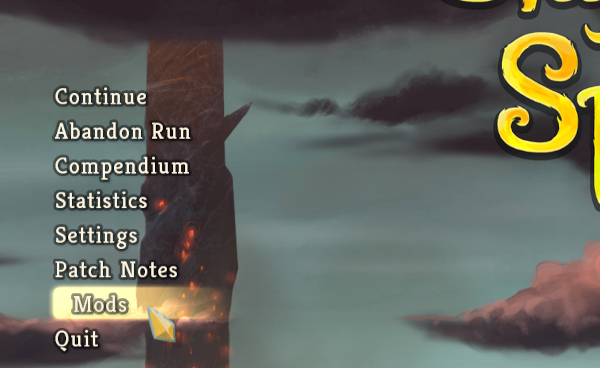 Continue
Abandon Run
Compendium
Statistics
Settings
Patch Notes
Mods
Quit